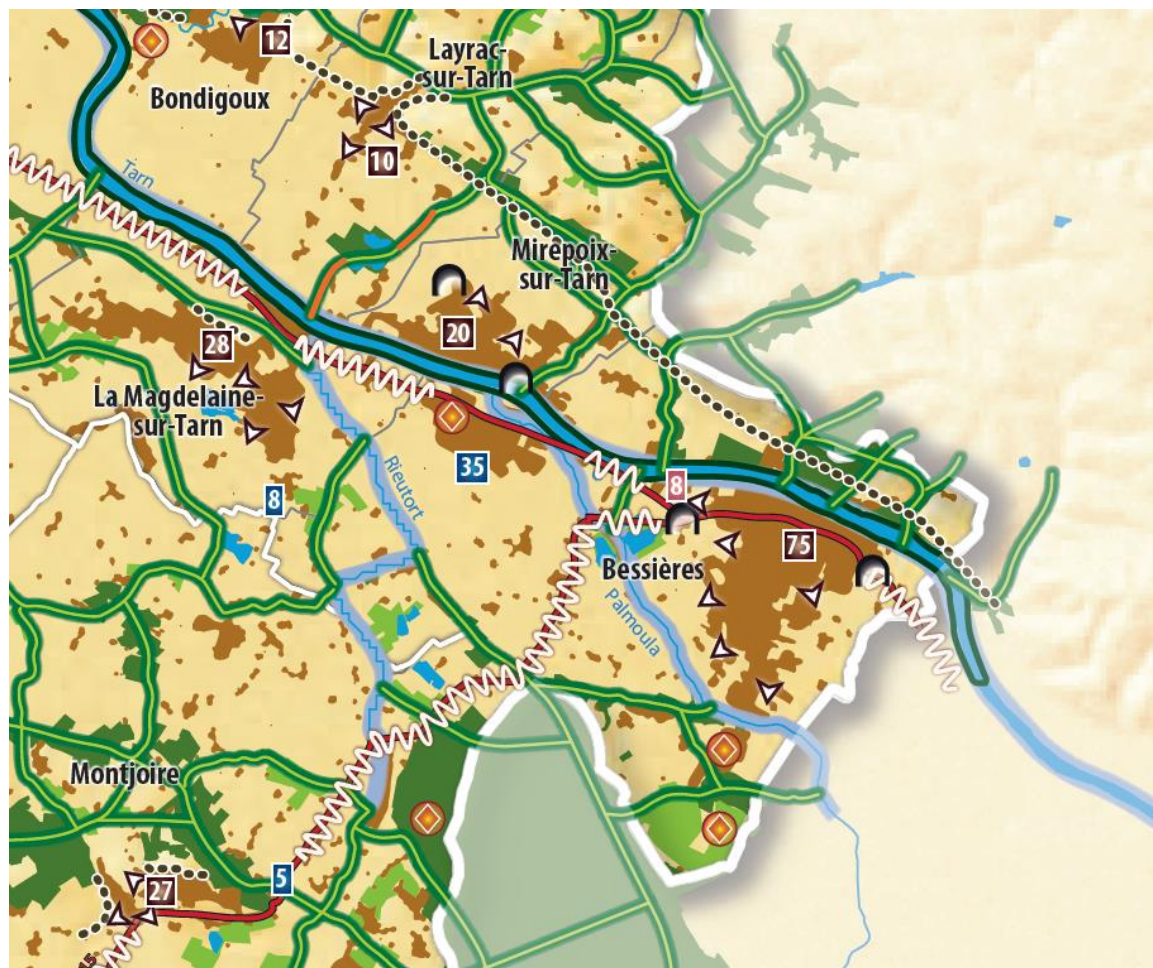 12
Layrac-
sur-Tarn
Bondigoux
10
Tarn
Mirepoix-
sur-Tarn
20
28
La Magdelaine-
sur-Tarn
Rieutort
35
8
8
75
Bessières
Palmoula
Montjoire
5
27
15